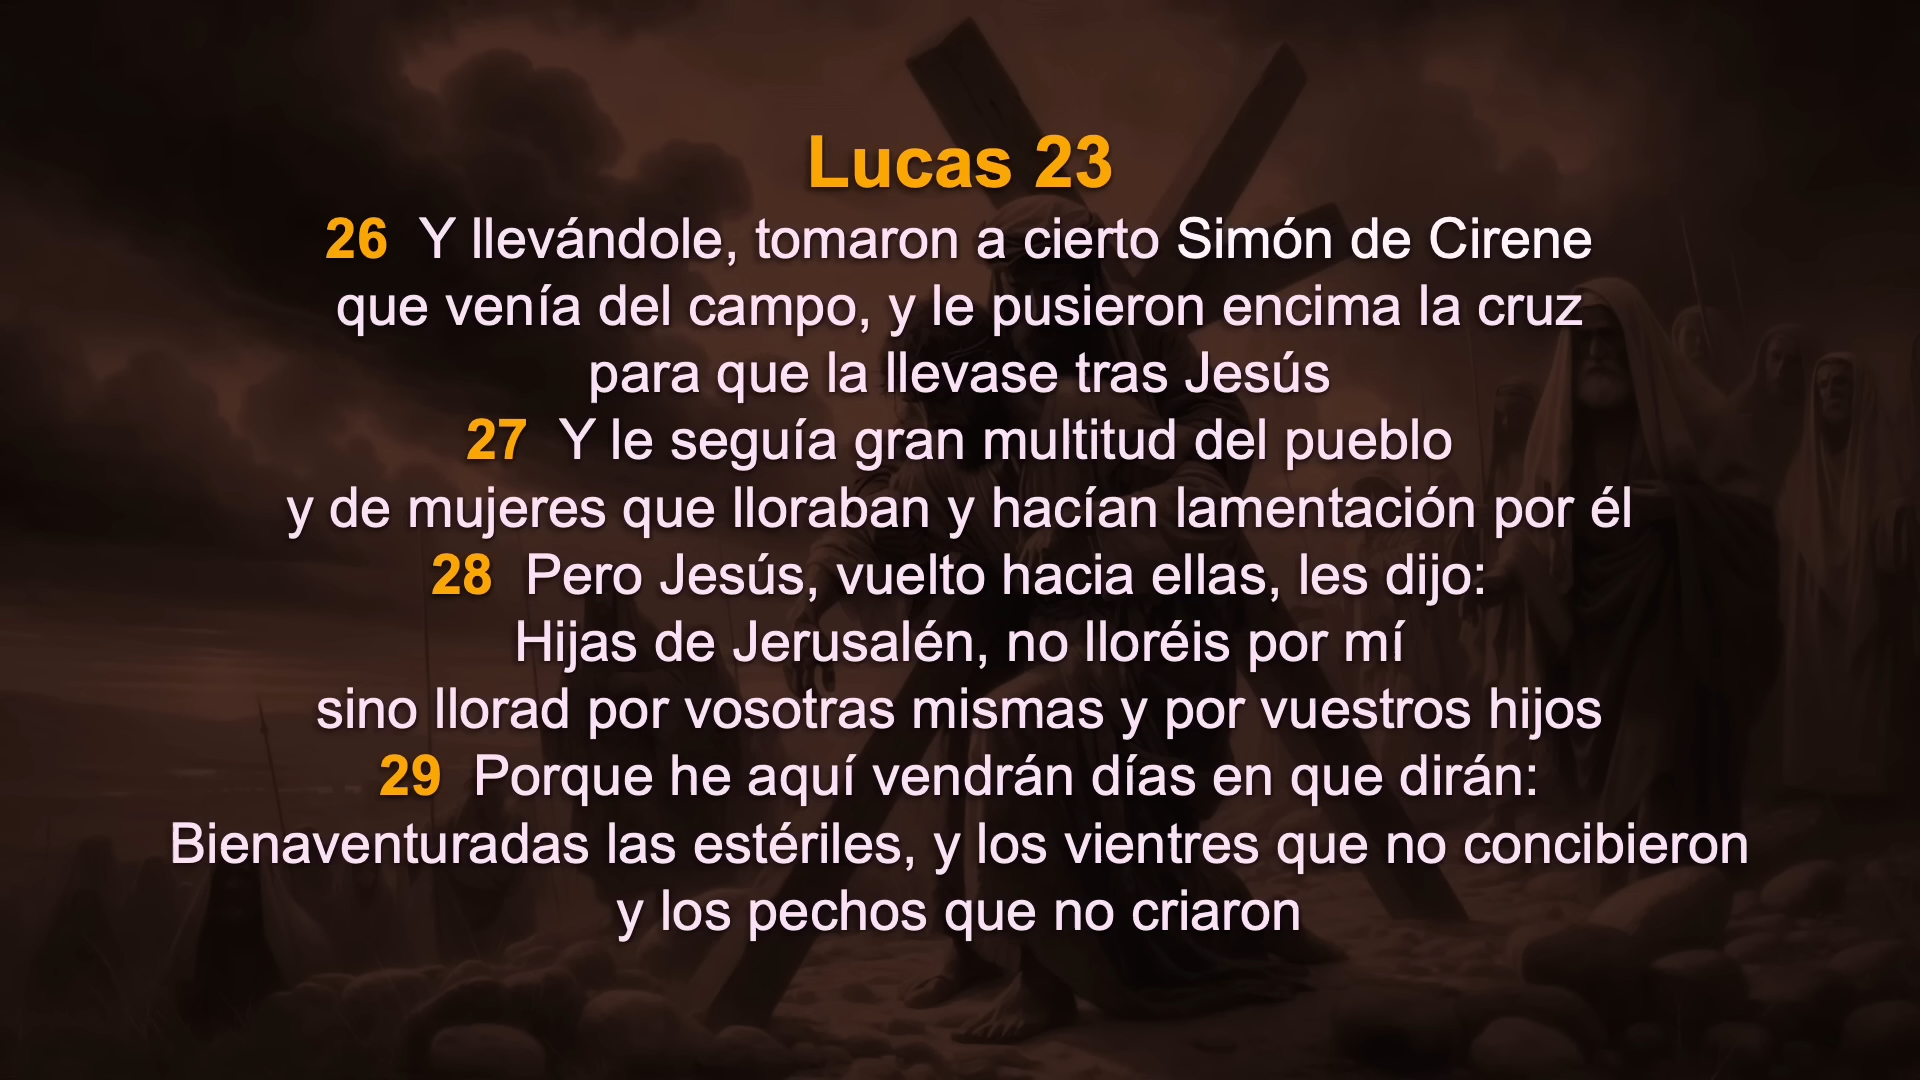 Lucas 23
26 Y llevándole, tomaron a cierto Simón de Cirene
que venía del campo, y le pusieron encima la cruz
para que la llevase tras Jesús
27 Y le seguía gran multitud del pueblo
y de mujeres que lloraban y hacían lamentación por él
28 Pero Jesús, vuelto hacia ellas, les dijo:
Hijas de Jerusalén, no lloréis por mí
sino llorad por vosotras mismas y por vuestros hijos
29 Porque he aquí vendrán días en que dirán:
Bienaventuradas las estériles, y los vientres que no concibieron
y los pechos que no criaron